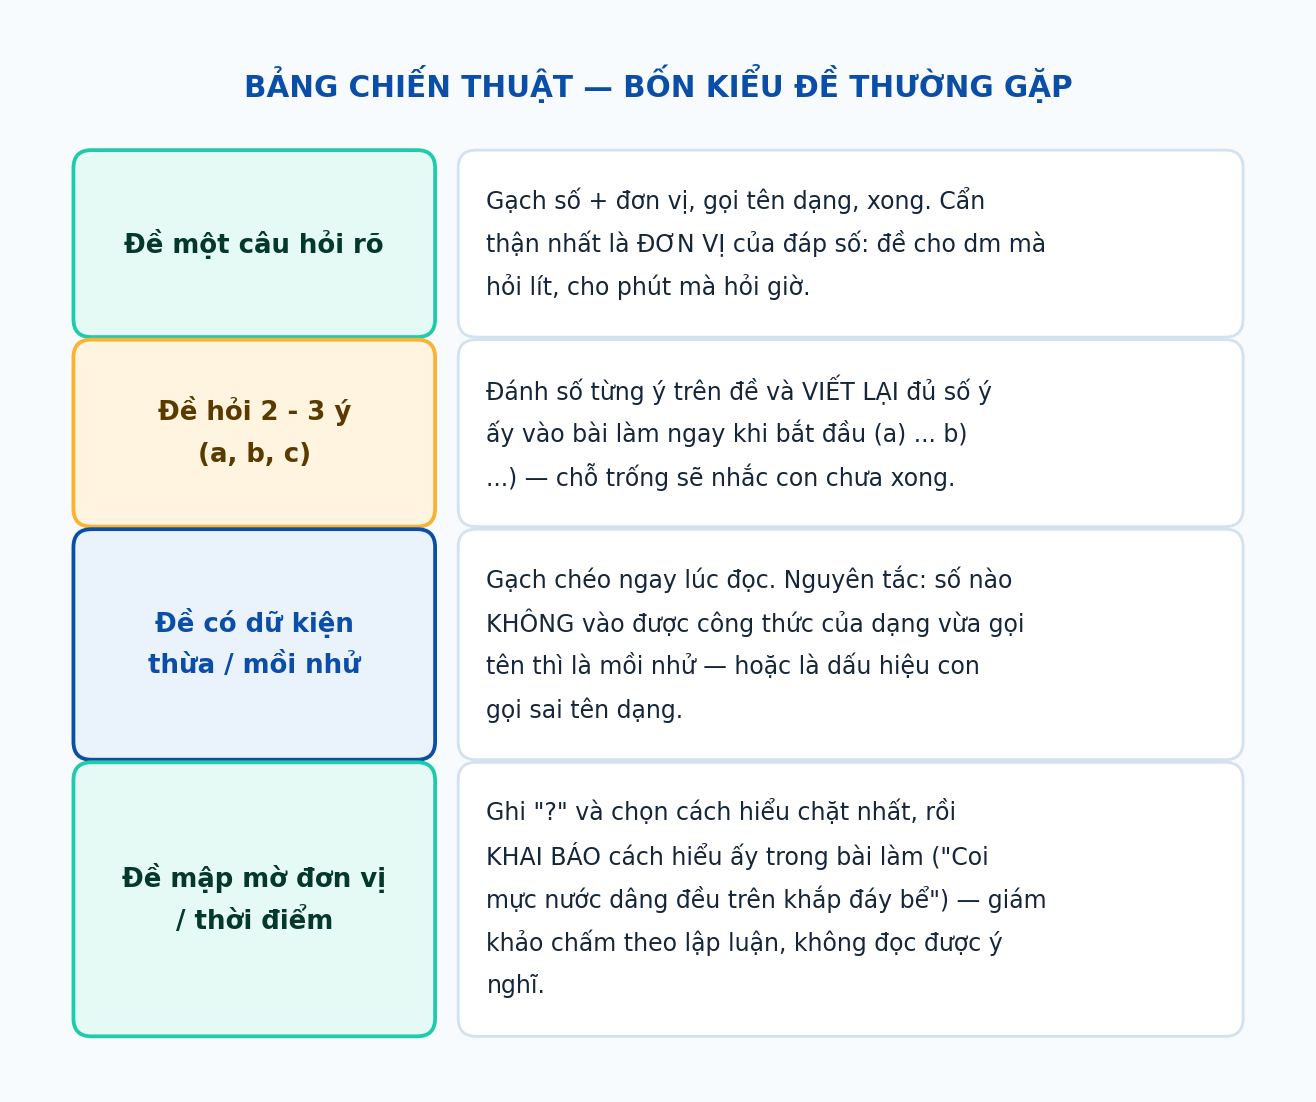 BẢNG CHIẾN THUẬT — BỐN KIỂU ĐỀ THƯỜNG GẶP
Đề một câu hỏi rõ
Gạch số + đơn vị, gọi tên dạng, xong. Cẩn
thận nhất là ĐƠN VỊ của đáp số: đề cho dm mà
hỏi lít, cho phút mà hỏi giờ.
Đề hỏi 2 - 3 ý
(a, b, c)
Đánh số từng ý trên đề và VIẾT LẠI đủ số ý
ấy vào bài làm ngay khi bắt đầu (a) ... b)
...) — chỗ trống sẽ nhắc con chưa xong.
Đề có dữ kiện
thừa / mồi nhử
Gạch chéo ngay lúc đọc. Nguyên tắc: số nào
KHÔNG vào được công thức của dạng vừa gọi
tên thì là mồi nhử — hoặc là dấu hiệu con
gọi sai tên dạng.
Đề mập mờ đơn vị
/ thời điểm
Ghi "?" và chọn cách hiểu chặt nhất, rồi
KHAI BÁO cách hiểu ấy trong bài làm ("Coi
mực nước dâng đều trên khắp đáy bể") — giám
khảo chấm theo lập luận, không đọc được ý
nghĩ.